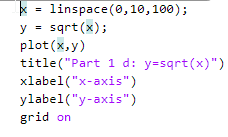 x = linspace(0,10,100);
y = sqrt(x);
plot(x,y)
title("Part 1 d: y=sqrt(x)")
xlabel("x-axis")
ylabel("y-axis")
grid on